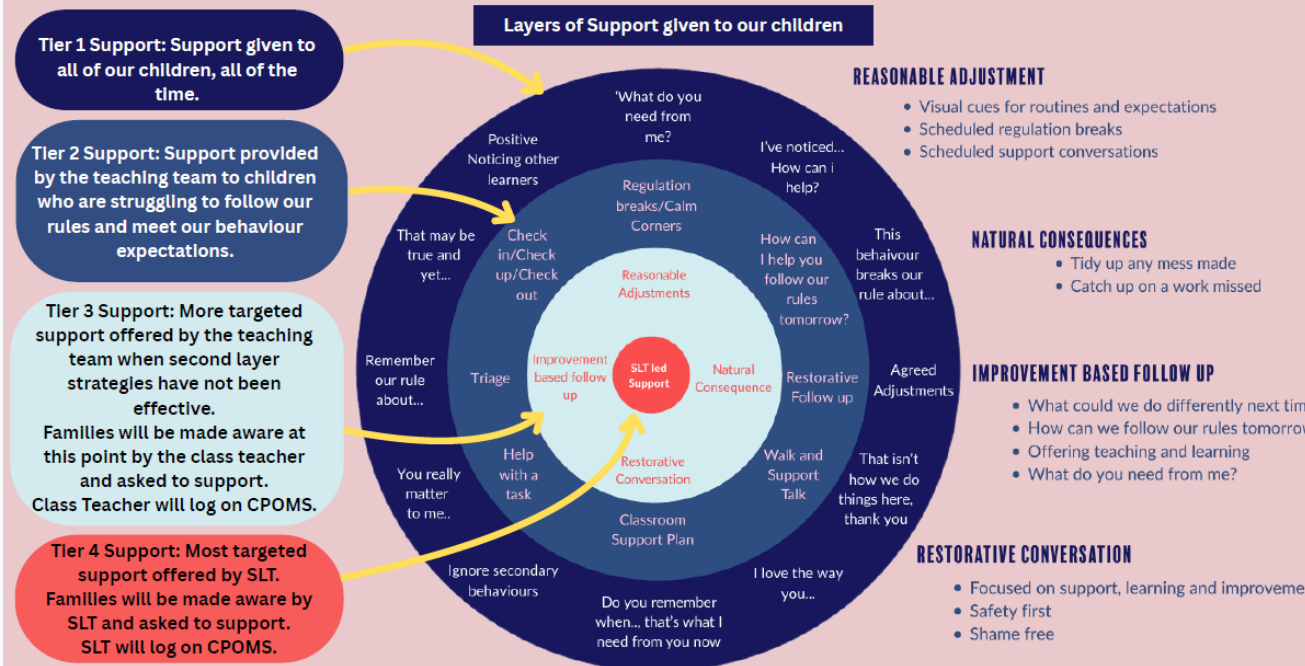 Layers of Support given to our children
Tier 1 Support: Support given to
all of our children, all of the
time.
Tier 2 Support: Support provided
by the teaching team to children
who are struggling to follow our
rules and meet our behaviour
expectations.
Tier 3 Support: More targeted
support offered by the teaching
team when second layer
strategies have not been
effective.
Families will be made aware at
this point by the class teacher
and asked to support.
Class Teacher will log on CPOMS.
Tier 4 Support: Most targeted
support offered by SLT.
Families will be made aware by
SLT and asked to support.
SLT will log on CPOMS.
'What do you
need from
me?
I've noticed...
How can i
help?
This
behaivour
breaks our
rule about...
Agreed
Adjustments
That isn't
how we do
things here,
thank you
I love the way
you...
Do you remember
when... that's what I
need from you now
Ignore secondary
behaviours
You really
matter
to me..
Remember
our rule
about...
That may be
true and
yet...
Positive
Noticing other
learners
Regulation
breaks/Calm
Corners
How can
I help you
follow our
rules
tomorrow?
Restorative
Follow up
Walk and
Support
Talk
Classroom
Support Plan
Help
with a
task
Triage
Check
in/Check
up/Check
out
Reasonable
Adjustments
Natural
Consequence
Restorative
Conversation
Improvement
based follow
up
SLT led
Support
REASONABLE ADJUSTMENT
• Visual cues for routines and expectations
• Scheduled regulation breaks
• Scheduled support conversations
NATURAL CONSEQUENCES
• Tidy up any mess made
• Catch up on a work missed
IMPROVEMENT BASED FOLLOW UP
• What could we do differently next tim
• How can we follow our rules tomorrow
• Offering teaching and learning
• What do you need from me?
RESTORATIVE CONVERSATION
• Focused on support, learning and improveme
• Safety first
• Shame free